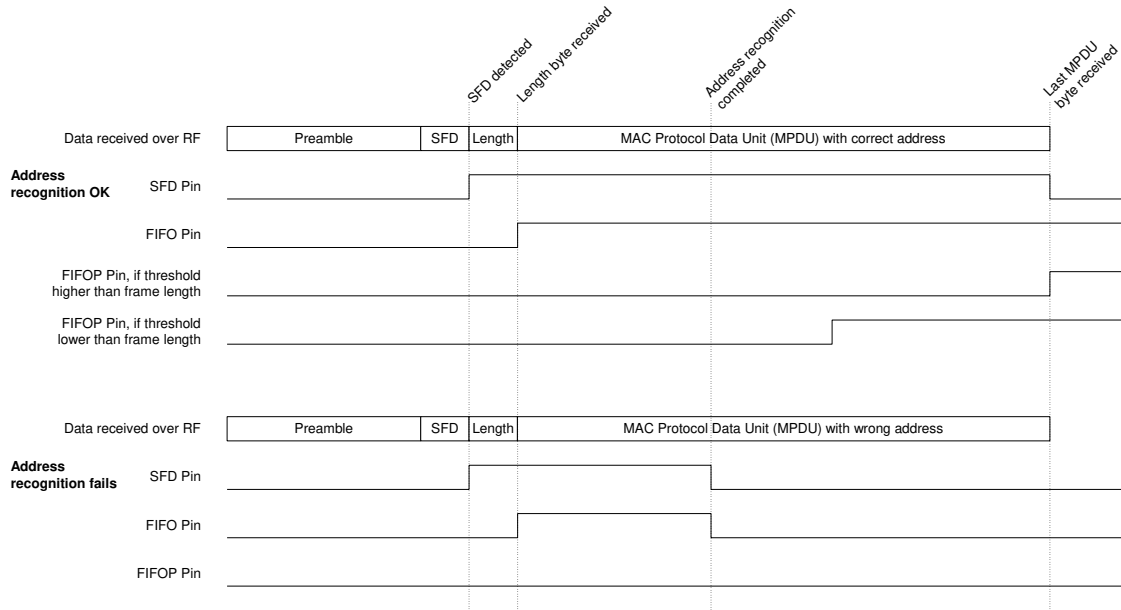 SFD detected
Length byte received
Address recognition
completed
Last MPDU
byte received
Data received over RF
Preamble
SFD
Length
MAC Protocol Data Unit (MPDU) with correct address
Address
recognition OK
SFD Pin
FIFO Pin
FIFOP Pin, if threshold
higher than frame length
FIFOP Pin, if threshold
lower than frame length
Data received over RF
Preamble
SFD
Length
MAC Protocol Data Unit (MPDU) with wrong address
Address
recognition fails
SFD Pin
FIFO Pin
FIFOP Pin